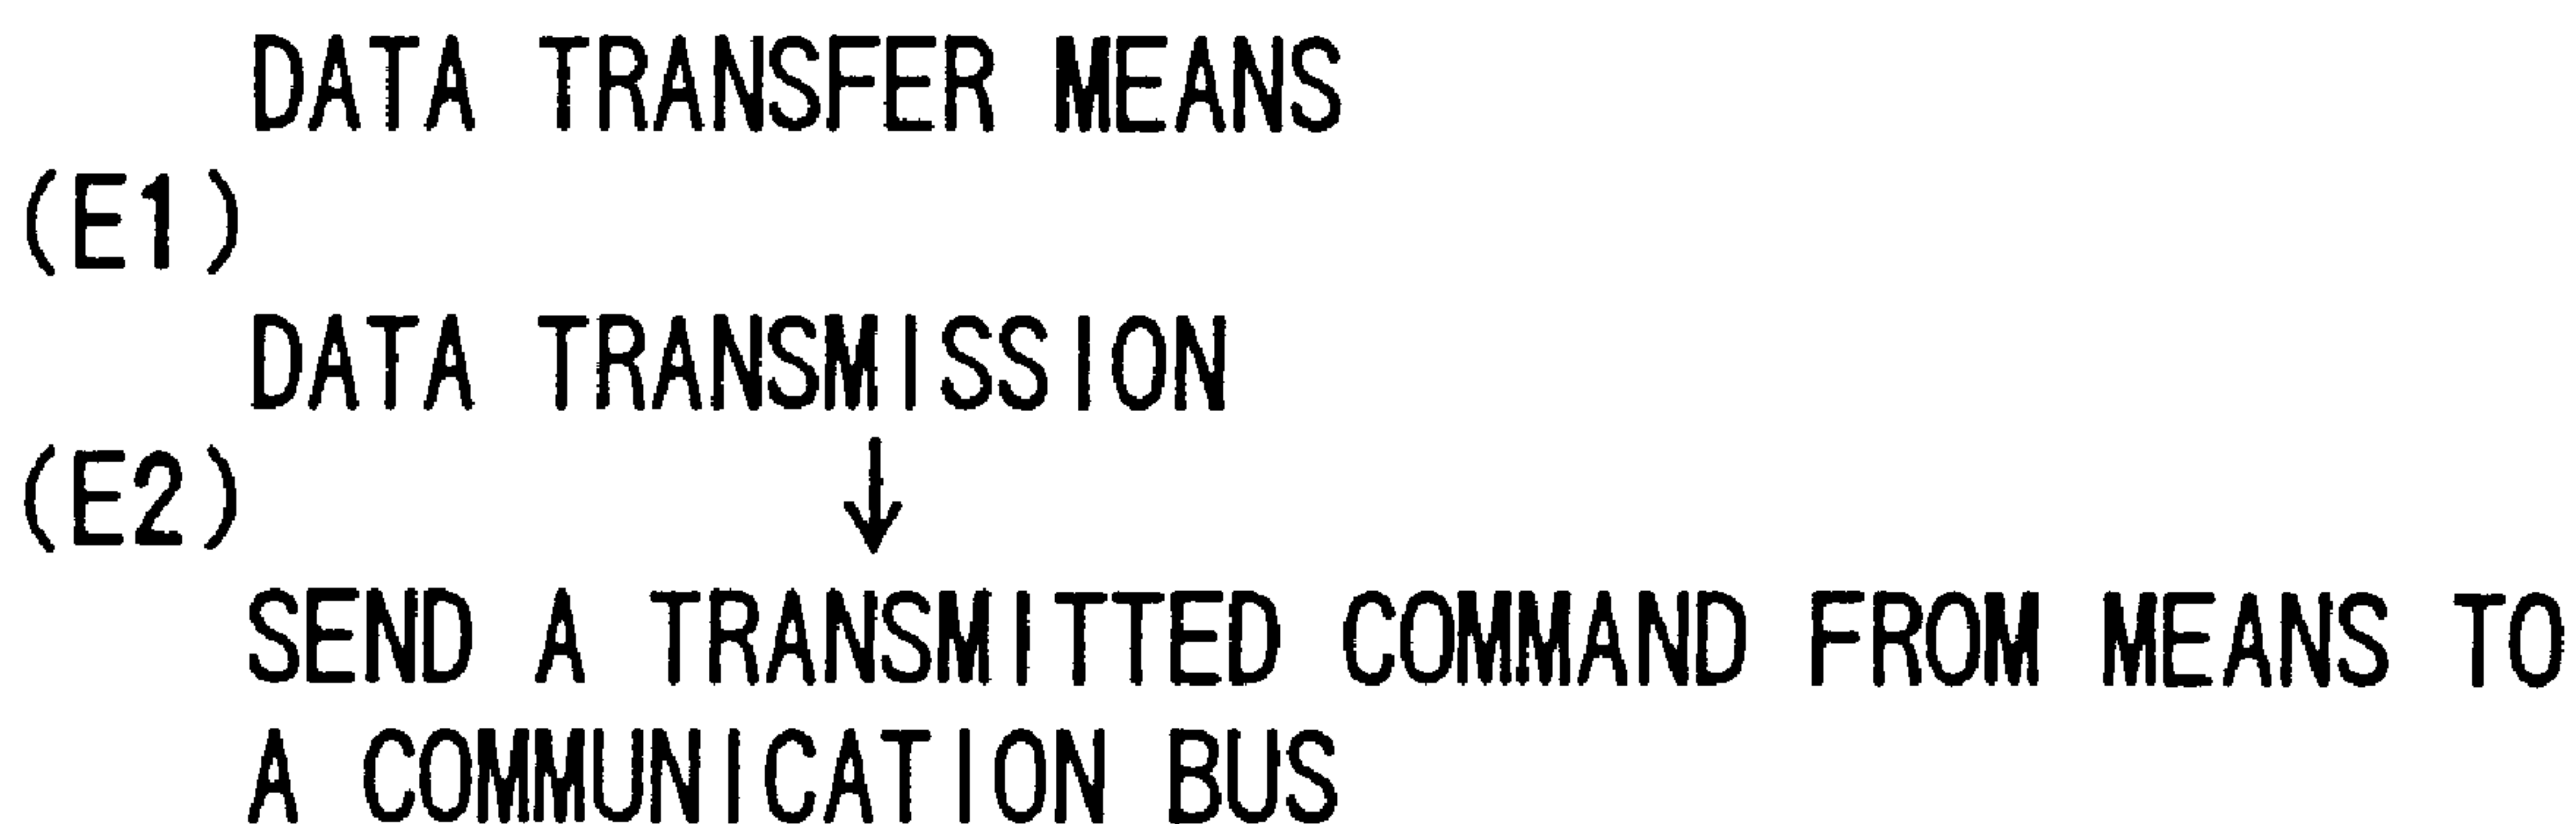 DATA TRANSFER MEANS
(E1)
DATA TRANSMISSION
(E2) ↓
SEND A TRANSMITTED COMMAND FROM MEANS TO
A COMMUNICATION BUS